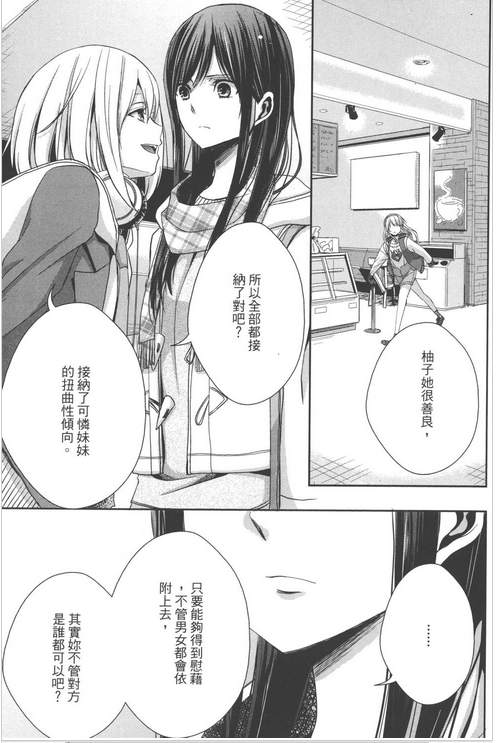 柚子她很善良，
所以全部都接
納了對吧？
接納了可憐妹妹
的扭曲性傾向。
……
只要能夠得到慰藉
，不管男女都會依
附上去，
其實妳不管對方
是誰都可以吧？